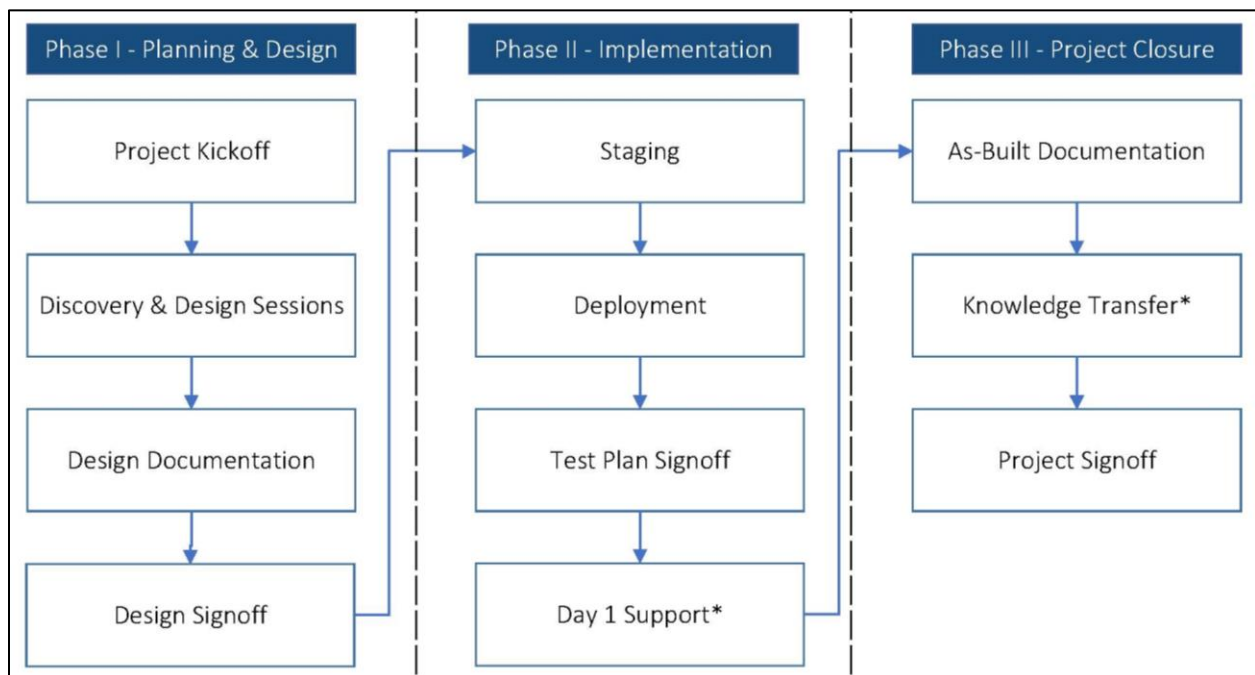 Phase I - Planning & Design
Project Kickoff
Discovery & Design Sessions
Design Documentation
Design Signoff
Phase II - Implementation
Staging
Deployment
Test Plan Signoff
Day 1 Support*
Phase III - Project Closure
As-Built Documentation
Knowledge Transfer*
Project Signoff